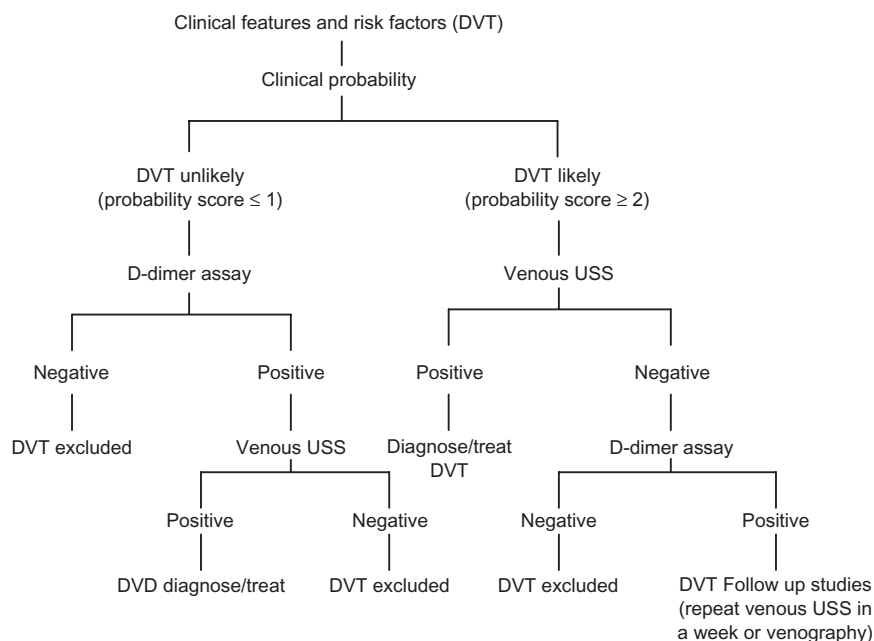 Clinical features and risk factors (DVT)
Clinical probability
DVT unlikely
(probability score ≤ 1)
DVT likely
(probability score ≥ 2)
D-dimer assay
Venous USS
Negative
Positive
Positive
Negative
DVT excluded
Venous USS
Diagnose/treat
DVT
D-dimer assay
Positive
Negative
Negative
Positive
DVD diagnose/treat
DVT excluded
DVT excluded
DVT Follow up studies
(repeat venous USS in
a week or venography)